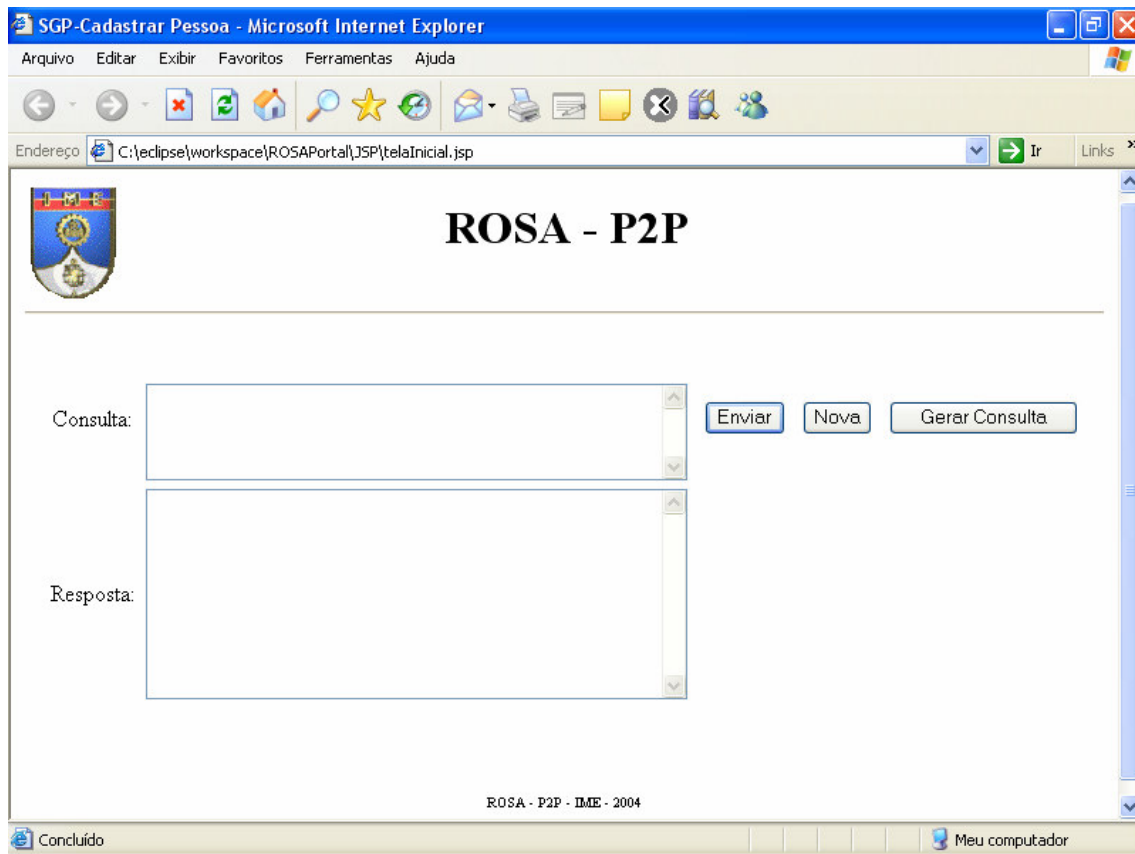 SGP-Cadastrar Pessoa - Microsoft Internet Explorer
Arquivo Editar Exibir Favoritos Ferramentas Ajuda
Endereço C:\eclipse\workspace\ROSAPortal\JSP\telaInicial.jsp Ir Links »
I M E
ROSA - P2P
Consulta: Enviar Nova Gerar Consulta
Resposta:
ROSA - P2P - IME - 2004
Concluído Meu computador